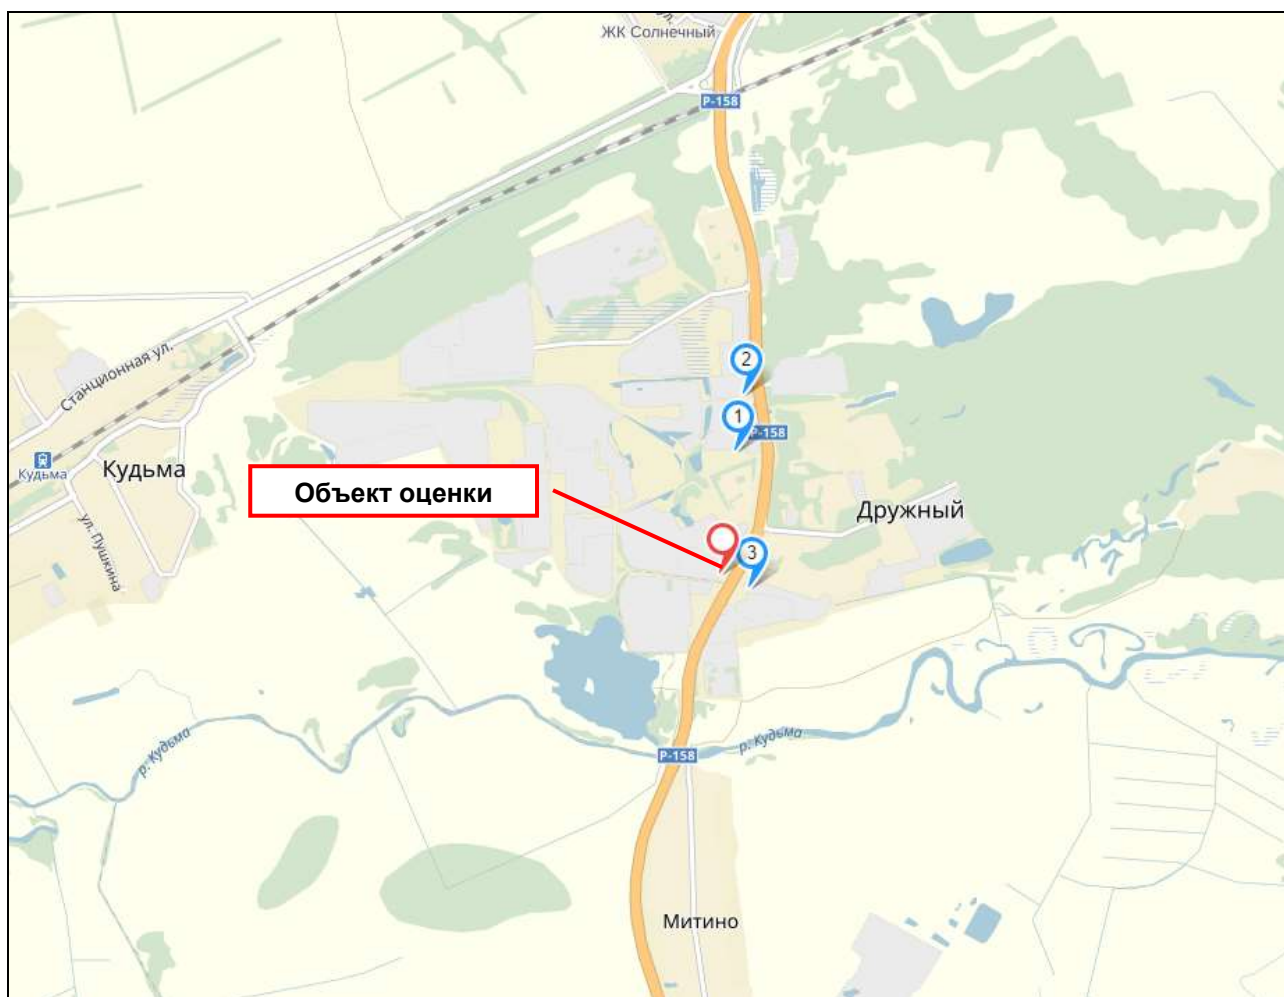 ул.
ЖК Солнечный
Р-158
Станционная ул.
2
1
Р-158
Кудьма
Кудьма
Объект оценки
Дружный
ул. Пушкина
3
р. Кудьма
р. Кудьма
Р-158
Митино